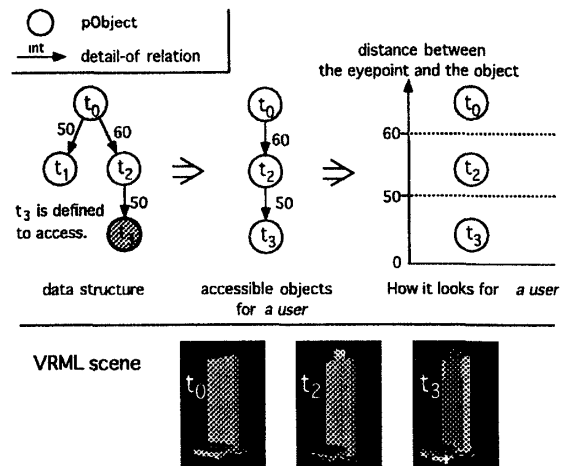 pObject
int
detail-of relation
distance between
the eyepoint and the object
t0
50 60
t1 t2
50
t3 is defined
to access.
t0
60
t2
50
t3
t0
60
t2
50
t3
0
data structure
accessible objects
for a user
How it looks for a user
VRML scene
t0
t2
t3